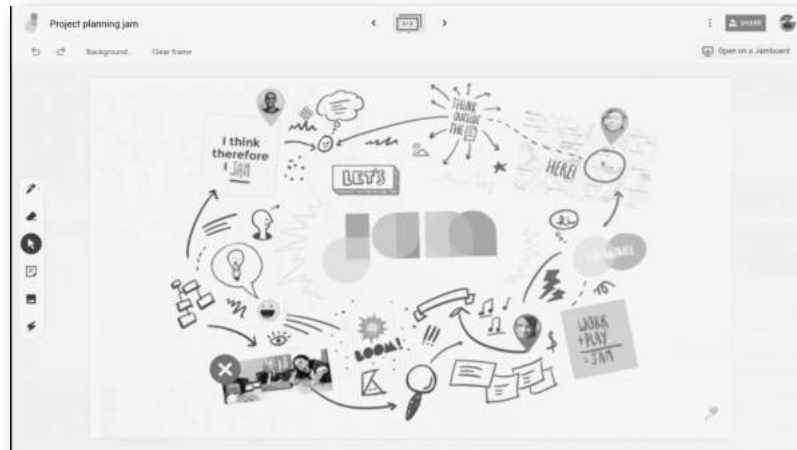 Project planning jam
SHARE
Background...
Clear frame
Open on a Jamboard
I
THINK
OUTSIDE
THE
I think
therefore
I JAM
HERE!
LET'S
jam
BOOM!
WORK
+ PLAY
= JAM
$